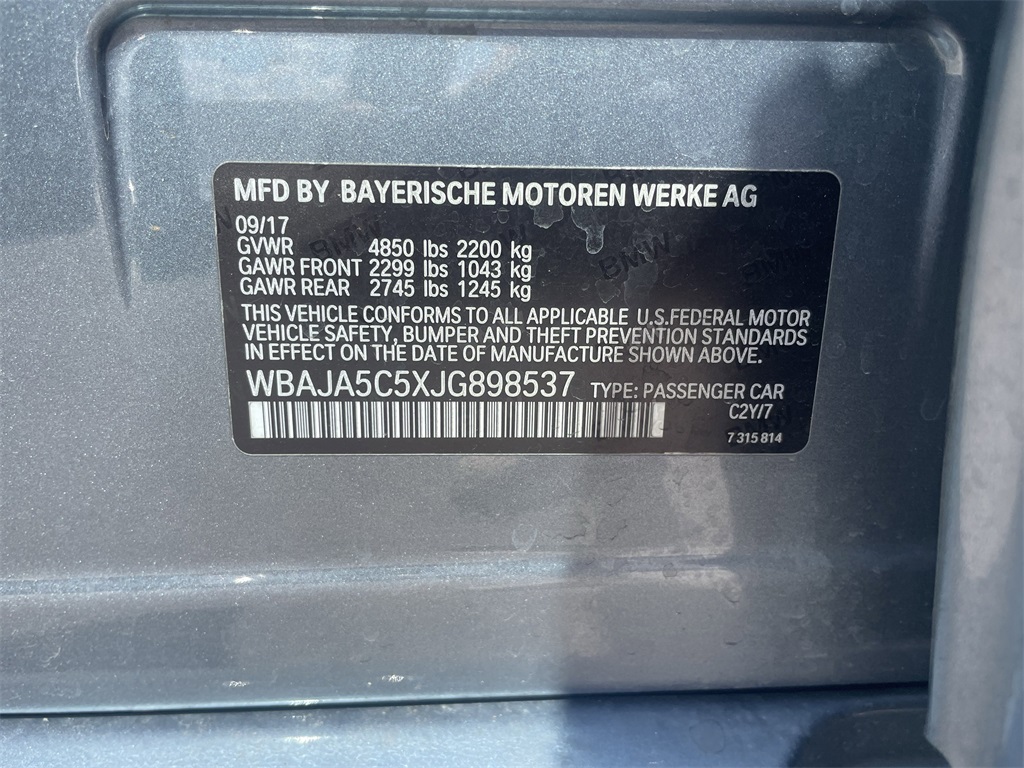 MFD BY BAYERISCHE MOTOREN WERKE AG
09/17
GVWR 4850 lbs 2200 kg
GAWR FRONT 2299 lbs 1043 kg
GAWR REAR 2745 lbs 1245 kg
THIS VEHICLE CONFORMS TO ALL APPLICABLE U.S.FEDERAL MOTOR
VEHICLE SAFETY, BUMPER AND THEFT PREVENTION STANDARDS
IN EFFECT ON THE DATE OF MANUFACTURE SHOWN ABOVE.
WBAJA5C5XJG898537 TYPE: PASSENGER CAR
C2Y/7
7 315 814
BMW
BMW
BMW